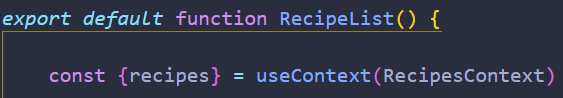 export default function RecipeList() {
const {recipes} = useContext(RecipesContext)